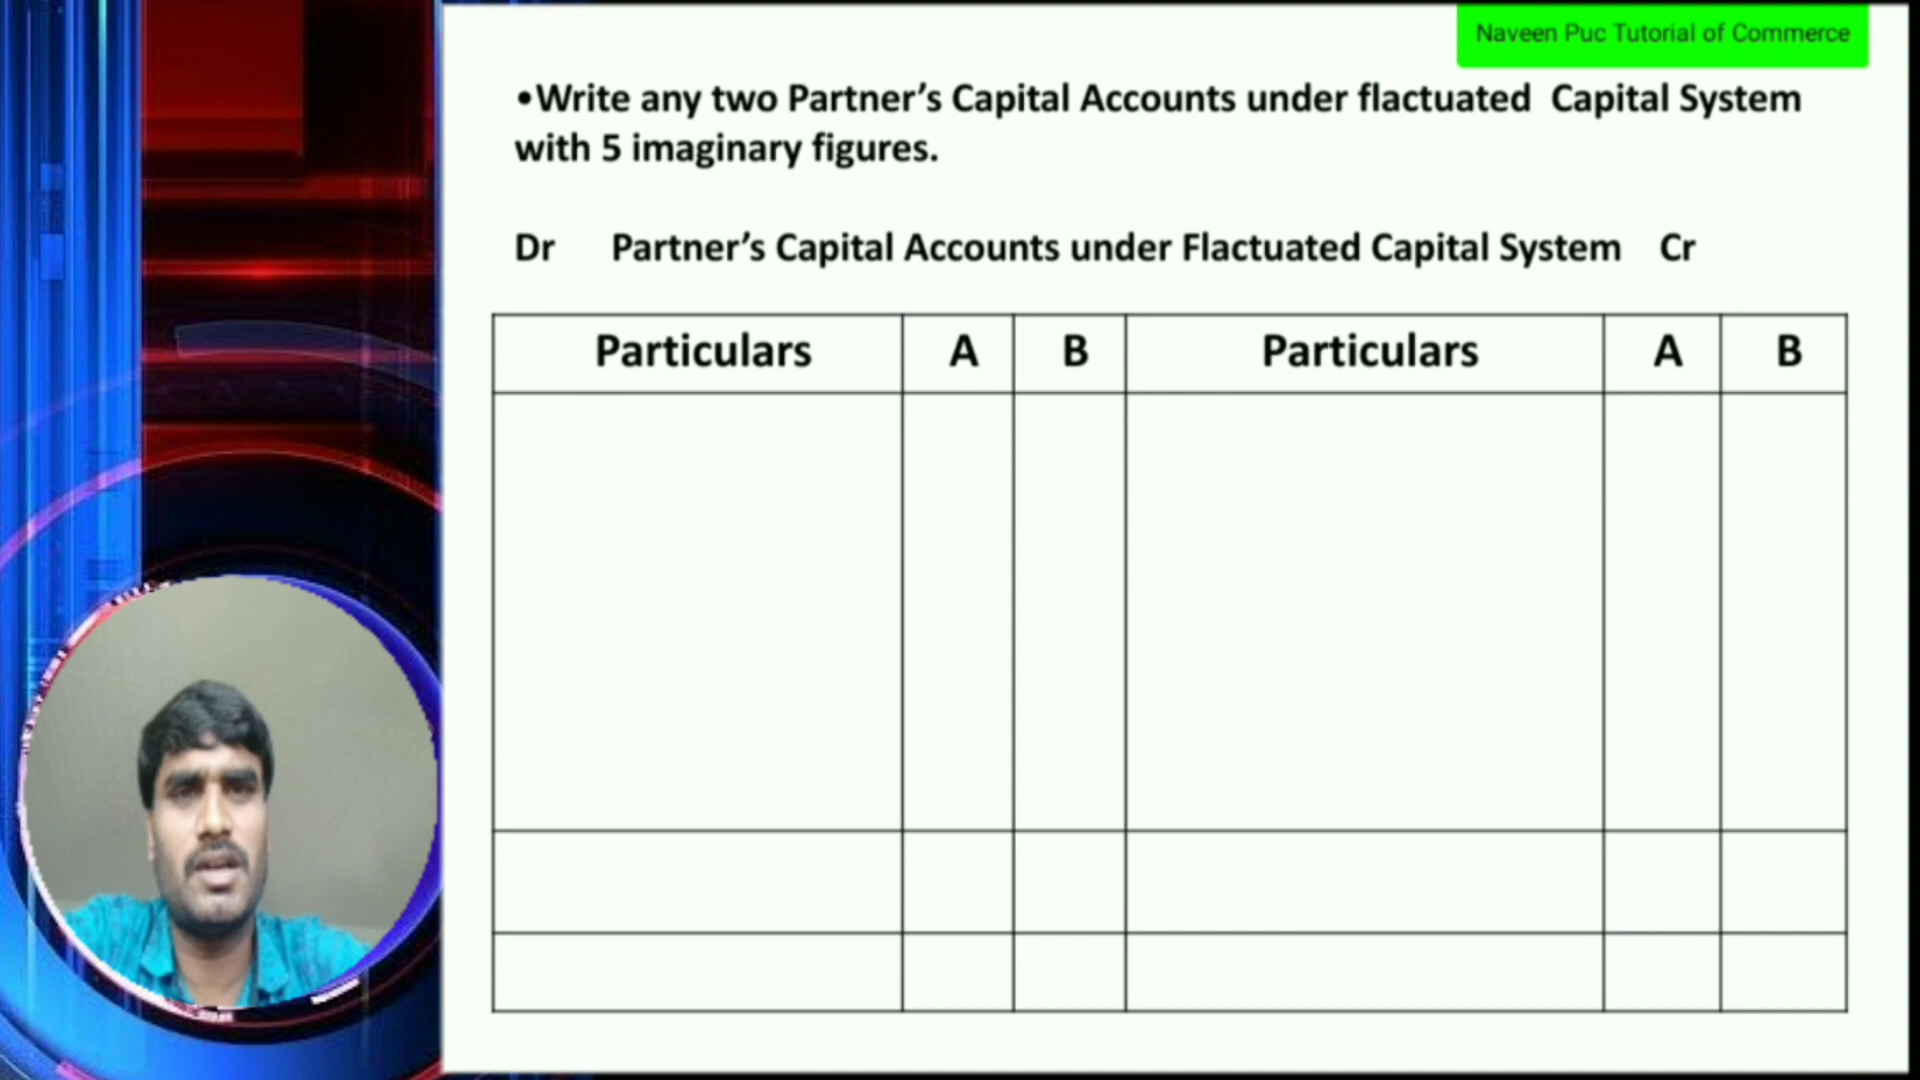 Naveen Puc Tutorial of Commerce
•Write any two Partner’s Capital Accounts under flactuated Capital System
with 5 imaginary figures.
Dr Partner’s Capital Accounts under Flactuated Capital System Cr
Particulars A B Particulars A B